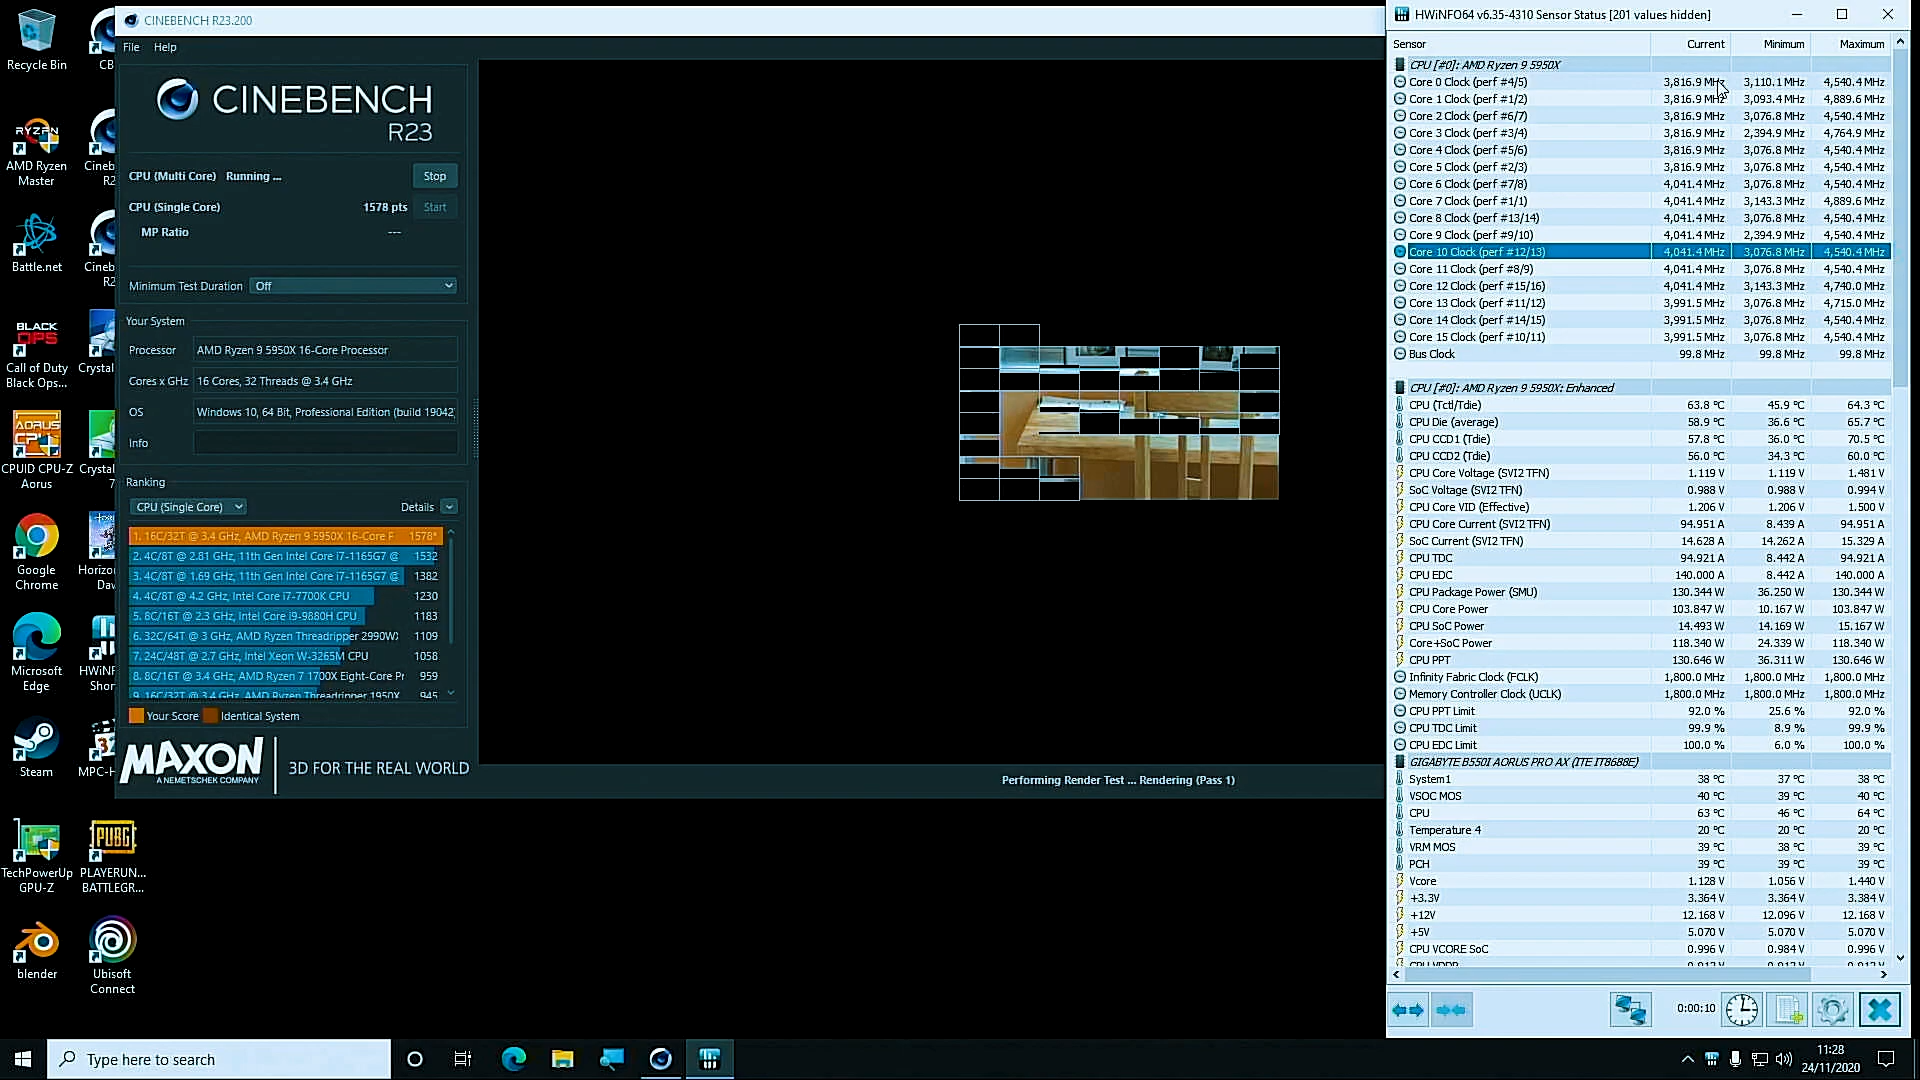 Recycle Bin
CB
AMD Ryzen
Master
Cineb
R2
Battle.net
Cineb
R2
Call of Duty
Black Ops...
Crystal
CPUID CPU-Z
Aorus
Crystal
7
Google
Chrome
Horizo
Daw
Microsoft
Edge
HWiN
Shor
Steam
MPC-H
TechPowerUp
GPU-Z
PLAYERUN...
BATTLEGR...
blender
Ubisoft
Connect
CINEBENCH R23.200
File Help
CINEBENCH
R23
CPU (Multi Core) Running ... Stop
CPU (Single Core) 1578 pts Start
MP Ratio ---
Minimum Test Duration Off
Your System
Processor AMD Ryzen 9 5950X 16-Core Processor
Cores x GHz 16 Cores, 32 Threads @ 3.4 GHz
OS Windows 10, 64 Bit, Professional Edition (build 19042
Info
Ranking
CPU (Single Core) Details
1. 16C/32T @ 3.4 GHz, AMD Ryzen 9 5950X 16-Core P 1578*
2. 4C/8T @ 2.81 GHz, 11th Gen Intel Core i7-1165G7 @ 1532
3. 4C/8T @ 1.69 GHz, 11th Gen Intel Core i7-1165G7 @ 1382
4. 4C/8T @ 4.2 GHz, Intel Core i7-7700K CPU 1230
5. 8C/16T @ 2.3 GHz, Intel Core i9-9880H CPU 1183
6. 32C/64T @ 3 GHz, AMD Ryzen Threadripper 2990WX 1109
7. 24C/48T @ 2.7 GHz, Intel Xeon W-3265M CPU 1058
8. 8C/16T @ 3.4 GHz, AMD Ryzen 7 1700X Eight-Core Pr 959
9. 16C/32T @ 3.4 GHz, AMD Ryzen Threadripper 1950X 945
Your Score Identical System
MAXON
A NEMETSCHEK COMPANY
3D FOR THE REAL WORLD
Performing Render Test ... Rendering (Pass 1)
HWiNFO64 v6.35-4310 Sensor Status [201 values hidden]
Sensor Current Minimum Maximum
CPU [#0]: AMD Ryzen 9 5950X
Core 0 Clock (perf #4/5) 3,816.9 MHz 3,110.1 MHz 4,540.4 MHz
Core 1 Clock (perf #1/2) 3,816.9 MHz 3,093.4 MHz 4,889.6 MHz
Core 2 Clock (perf #6/7) 3,816.9 MHz 3,076.8 MHz 4,540.4 MHz
Core 3 Clock (perf #3/4) 3,816.9 MHz 2,394.9 MHz 4,764.9 MHz
Core 4 Clock (perf #5/6) 3,816.9 MHz 3,076.8 MHz 4,540.4 MHz
Core 5 Clock (perf #2/3) 3,816.9 MHz 3,076.8 MHz 4,540.4 MHz
Core 6 Clock (perf #7/8) 4,041.4 MHz 3,076.8 MHz 4,540.4 MHz
Core 7 Clock (perf #1/1) 4,041.4 MHz 3,143.3 MHz 4,889.6 MHz
Core 8 Clock (perf #13/14) 4,041.4 MHz 3,076.8 MHz 4,540.4 MHz
Core 9 Clock (perf #9/10) 4,041.4 MHz 2,394.9 MHz 4,540.4 MHz
Core 10 Clock (perf #12/13) 4,041.4 MHz 3,076.8 MHz 4,540.4 MHz
Core 11 Clock (perf #8/9) 4,041.4 MHz 3,076.8 MHz 4,540.4 MHz
Core 12 Clock (perf #15/16) 4,041.4 MHz 3,143.3 MHz 4,740.0 MHz
Core 13 Clock (perf #11/12) 3,991.5 MHz 3,076.8 MHz 4,715.0 MHz
Core 14 Clock (perf #14/15) 3,991.5 MHz 3,076.8 MHz 4,540.4 MHz
Core 15 Clock (perf #10/11) 3,991.5 MHz 3,076.8 MHz 4,540.4 MHz
Bus Clock 99.8 MHz 99.8 MHz 99.8 MHz
CPU [#0]: AMD Ryzen 9 5950X: Enhanced
CPU (Tctl/Tdie) 63.8 °C 45.9 °C 64.3 °C
CPU Die (average) 58.9 °C 36.6 °C 65.7 °C
CPU CCD1 (Tdie) 57.8 °C 36.0 °C 70.5 °C
CPU CCD2 (Tdie) 56.0 °C 34.3 °C 60.0 °C
CPU Core Voltage (SVI2 TFN) 1.119 V 1.119 V 1.481 V
SoC Voltage (SVI2 TFN) 0.988 V 0.988 V 0.994 V
CPU Core VID (Effective) 1.206 V 1.206 V 1.500 V
CPU Core Current (SVI2 TFN) 94.951 A 8.439 A 94.951 A
SoC Current (SVI2 TFN) 14.628 A 14.262 A 15.329 A
CPU TDC 94.921 A 8.442 A 94.921 A
CPU EDC 140.000 A 8.442 A 140.000 A
CPU Package Power (SMU) 130.344 W 36.250 W 130.344 W
CPU Core Power 103.847 W 10.167 W 103.847 W
CPU SoC Power 14.493 W 14.169 W 15.167 W
Core+SoC Power 118.340 W 24.339 W 118.340 W
CPU PPT 130.646 W 36.311 W 130.646 W
Infinity Fabric Clock (FCLK) 1,800.0 MHz 1,800.0 MHz 1,800.0 MHz
Memory Controller Clock (UCLK) 1,800.0 MHz 1,800.0 MHz 1,800.0 MHz
CPU PPT Limit 92.0 % 25.6 % 92.0 %
CPU TDC Limit 99.9 % 8.9 % 99.9 %
CPU EDC Limit 100.0 % 6.0 % 100.0 %
GIGABYTE B550I AORUS PRO AX (ITE IT8688E)
System1 38 °C 37 °C 38 °C
VSOC MOS 40 °C 39 °C 40 °C
CPU 63 °C 46 °C 64 °C
Temperature 4 20 °C 20 °C 20 °C
VRM MOS 39 °C 38 °C 39 °C
PCH 39 °C 39 °C 39 °C
Vcore 1.128 V 1.056 V 1.440 V
+3.3V 3.364 V 3.364 V 3.384 V
+12V 12.168 V 12.096 V 12.168 V
+5V 5.070 V 5.070 V 5.070 V
CPU VCORE SoC 0.996 V 0.984 V 0.996 V
0:00:10
Type here to search
11:28
24/11/2020